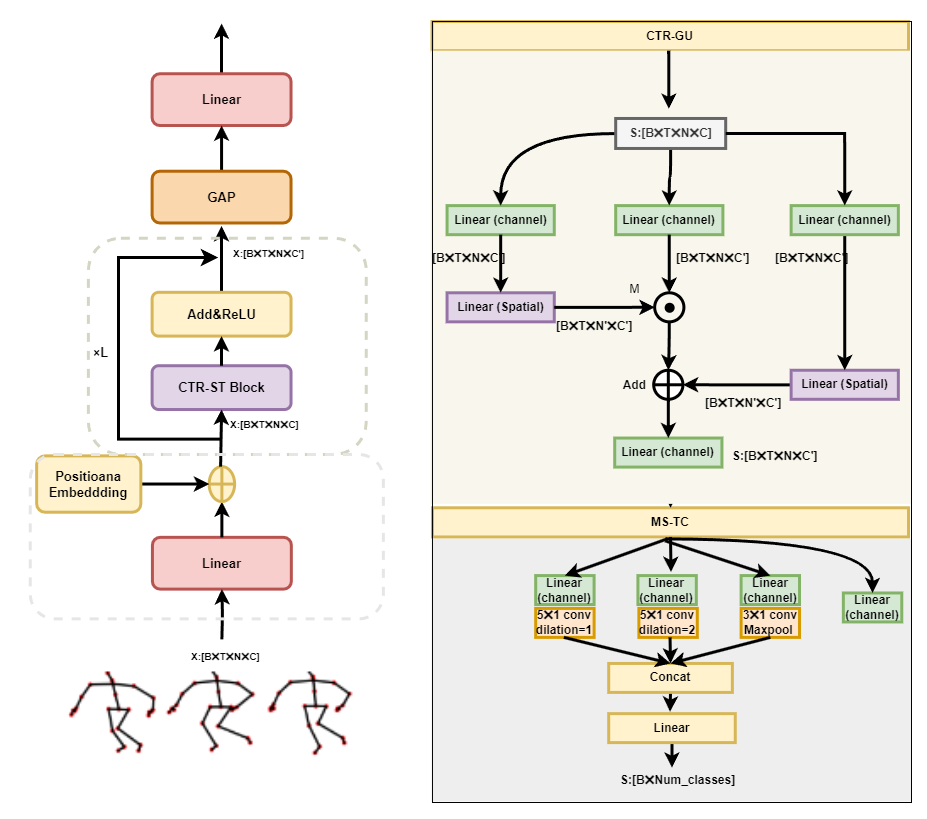 Linear
GAP
X:[B×T×N×C']
Add&ReLU
×L
CTR-ST Block
X:[B×T×N×C]
Positioana
Embeddding
Linear
X:[B×T×N×C]
CTR-GU
S:[B×T×N×C]
Linear (channel)
Linear (channel)
Linear (channel)
[B×T×N×C']
[B×T×N×C']
[B×T×N×C']
Linear (Spatial)
M
[B×T×N'×C']
Add
Linear (Spatial)
[B×T×N'×C']
Linear (channel)
S:[B×T×N×C']
MS-TC
Linear
(channel)
5×1 conv
dilation=1
Linear
(channel)
5×1 conv
dilation=2
Linear
(channel)
3×1 conv
Maxpool
Linear
(channel)
Concat
Linear
S:[B×Num_classes]